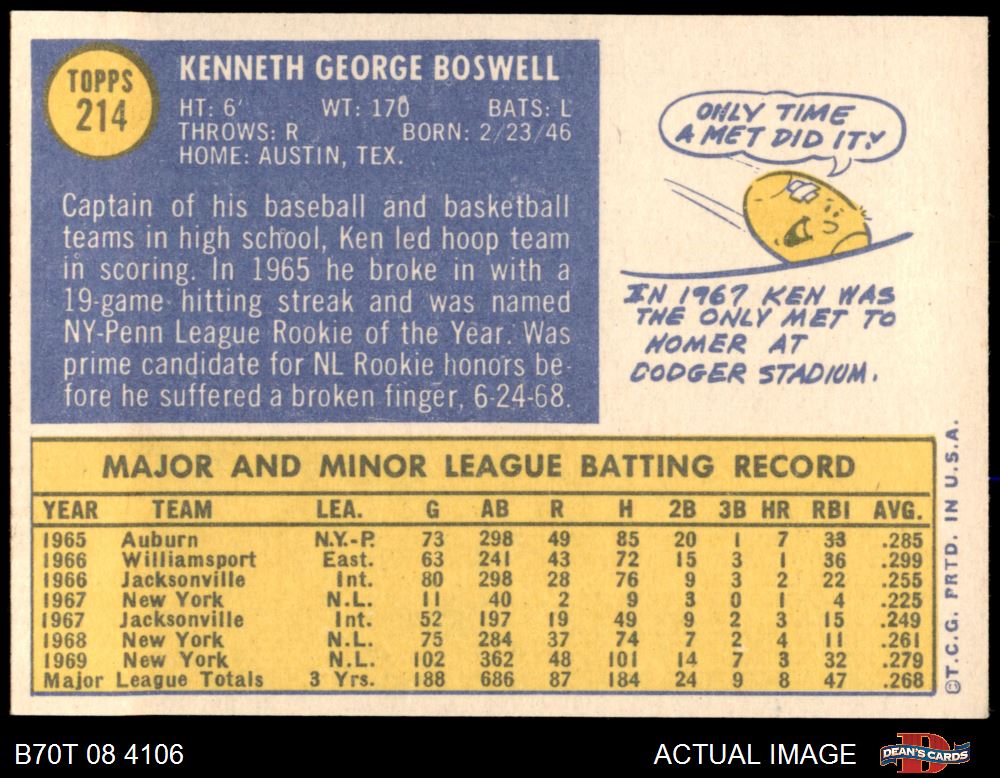 TOPPS
214
KENNETH GEORGE BOSWELL
HT: 6' WT: 170 BATS: L
THROWS: R BORN: 2/23/46
HOME: AUSTIN, TEX.
Captain of his baseball and basketball
teams in high school, Ken led hoop team
in scoring. In 1965 he broke in with a
19-game hitting streak and was named
NY-Penn League Rookie of the Year. Was
prime candidate for NL Rookie honors be-
fore he suffered a broken finger, 6-24-68.
ONLY TIME
A MET DID IT!
IN 1967 KEN WAS
THE ONLY MET TO
HOMER AT
DODGER STADIUM.
MAJOR AND MINOR LEAGUE BATTING RECORD
YEAR TEAM LEA. G AB R H 2B 3B HR RBI AVG.
1965 Auburn N.Y.-P. 73 298 49 85 20 1 7 33 .285
1966 Williamsport East. 63 241 43 72 15 3 1 36 .299
1966 Jacksonville Int. 80 298 28 76 9 3 2 22 .255
1967 New York N.L. 11 40 2 9 3 0 1 4 .225
1967 Jacksonville Int. 52 197 19 49 9 2 3 15 .249
1968 New York N.L. 75 284 37 74 7 2 4 11 .261
1969 New York N.L. 102 362 48 101 14 7 3 32 .279
Major League Totals 3 Yrs. 188 686 87 184 24 9 8 47 .268
©T.C.G. PRTD. IN U.S.A.
B70T 08 4106
ACTUAL IMAGE
D
DEAN'S CARDS